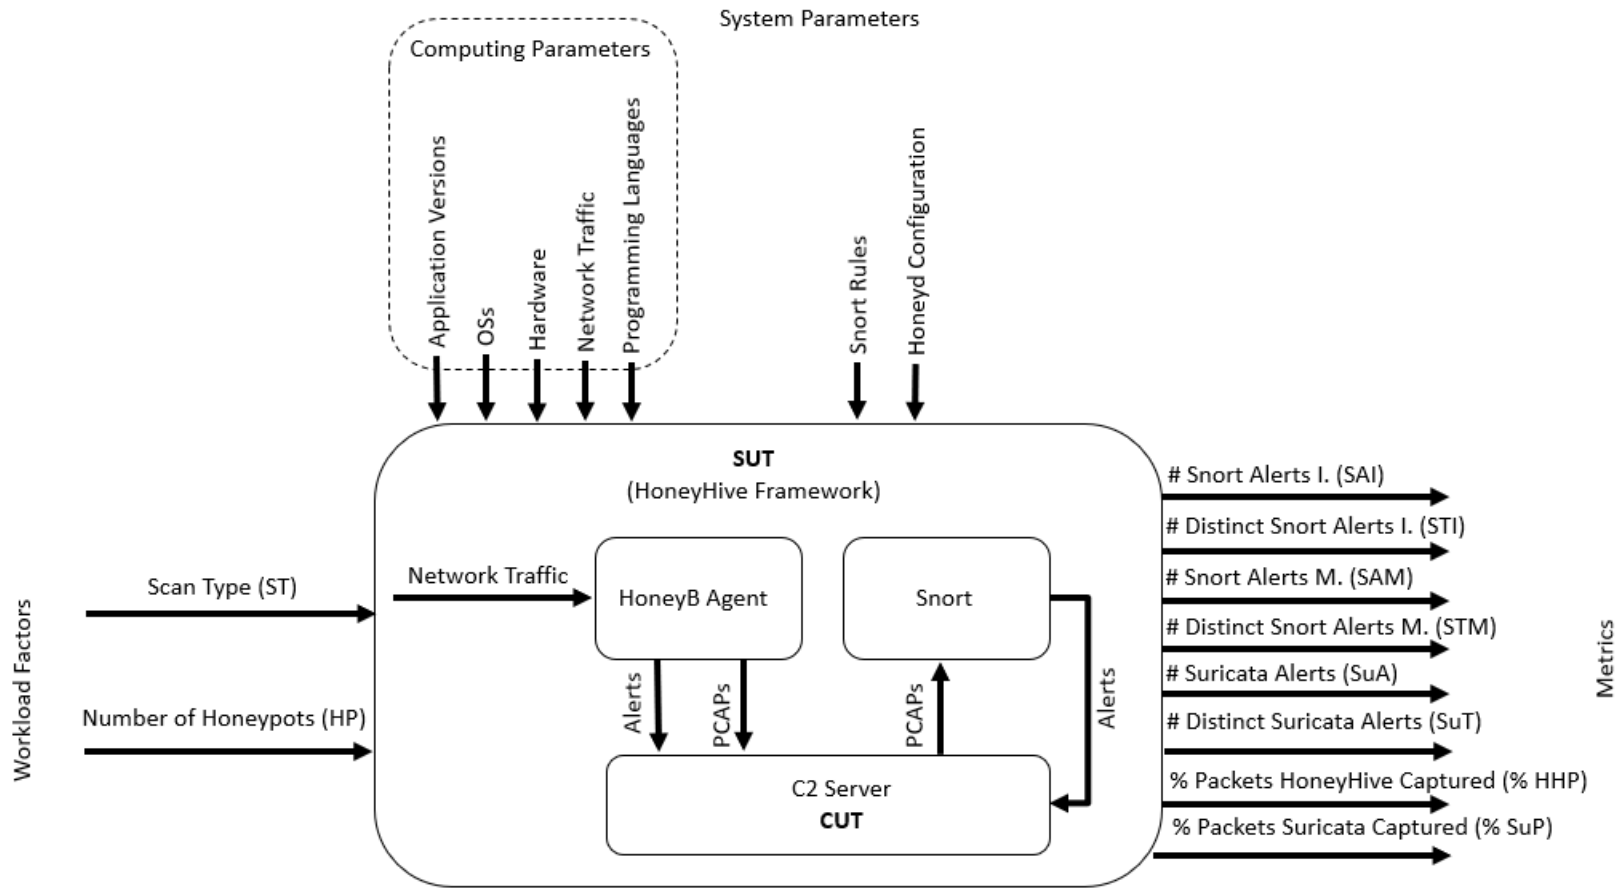 System Parameters
Computing Parameters
Application Versions
OSs
Hardware
Network Traffic
Programming Languages
Snort Rules
Honeyd Configuration
SUT
(HoneyHive Framework)
Workload Factors
Scan Type (ST)
Number of Honeypots (HP)
Network Traffic
HoneyB Agent
Snort
Alerts
PCAPs
PCAPs
Alerts
C2 Server
CUT
# Snort Alerts I. (SAI)
# Distinct Snort Alerts I. (STI)
# Snort Alerts M. (SAM)
# Distinct Snort Alerts M. (STM)
# Suricata Alerts (SuA)
# Distinct Suricata Alerts (SuT)
% Packets HoneyHive Captured (% HHP)
% Packets Suricata Captured (% SuP)
Metrics